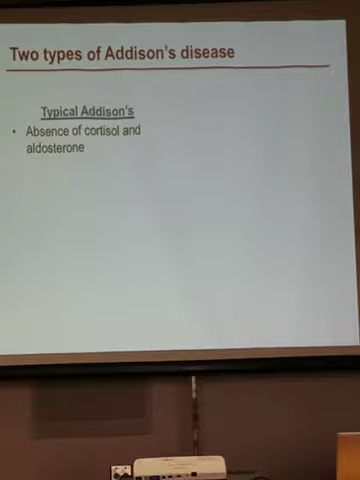 Two types of Addison's disease
Typical Addison's
• Absence of cortisol and
aldosterone